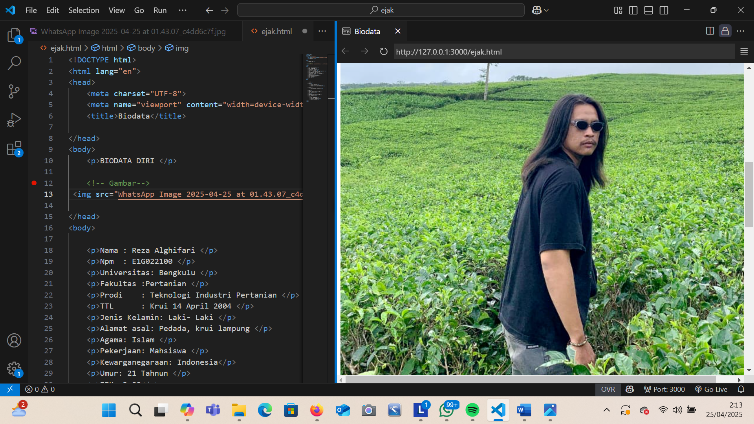 File Edit Selection View Go Run ··· ejak
WhatsApp Image 2025-04-25 at 01.43.07_c4dd6c7f.jpg ejak.html Biodata
ejak.html > html > body > img http://127.0.0.1:3000/ejak.html
1 <!DOCTYPE html>
2 <html lang="en">
3 <head>
4 <meta charset="UTF-8">
5 <meta name="viewport" content="width=device-width
6 <title>Biodata</title>
7
8 </head>
9 <body>
10 <p>BIODATA DIRI </p>
11
12 <!-- Gambar-->
13 <img src="WhatsApp Image 2025-04-25 at 01.43.07_c4d
14
15 </head>
16 <body>
17
18 <p>Nama : Reza Alghifari </p>
19 <p>Npm : E1G022100 </p>
20 <p>Universitas: Bengkulu </p>
21 <p>Fakultas :Pertanian </p>
22 <p>Prodi : Teknologi Industri Pertanian </p>
23 <p>TTL : Krui 14 April 2004 </p>
24 <p>Jenis Kelamin: Laki- Laki </p>
25 <p>Alamat asal: Pedada, krui lampung </p>
26 <p>Agama: Islam </p>
27 <p>Pekerjaan: Mahsiswa </p>
28 <p>Kewarganegaraan: Indonesia</p>
29 <p>Umur: 21 Tahnun </p>
0 0 OVR Port: 3000 Go Live
2:13
25/04/2025